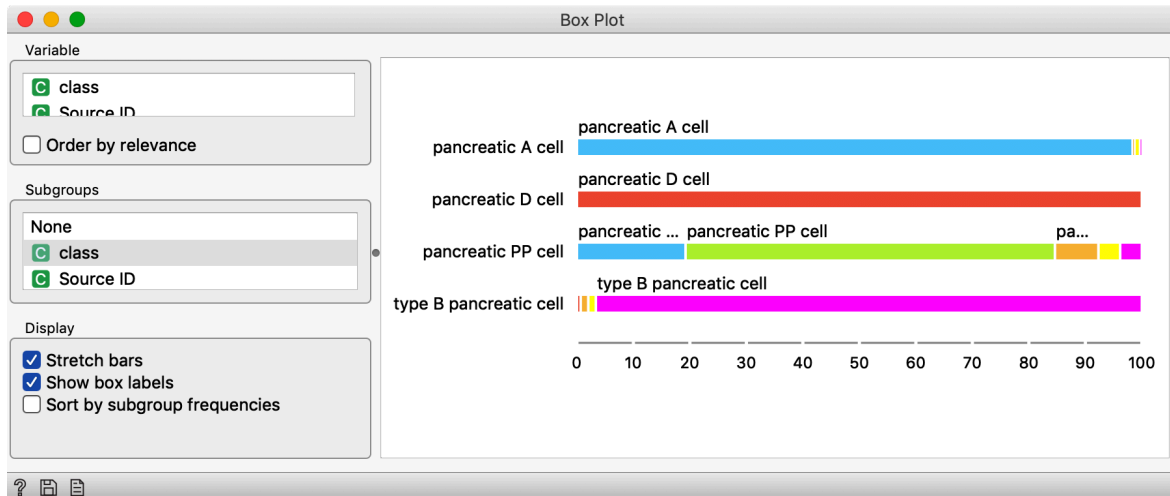 Box Plot
Variable
C class
C Source ID
Order by relevance
Subgroups
None
C class
C Source ID
Display
Stretch bars
Show box labels
Sort by subgroup frequencies
pancreatic A cell
pancreatic A cell
pancreatic D cell
pancreatic D cell
pancreatic ... pancreatic PP cell pa...
pancreatic PP cell
type B pancreatic cell
type B pancreatic cell
0 10 20 30 40 50 60 70 80 90 100
?